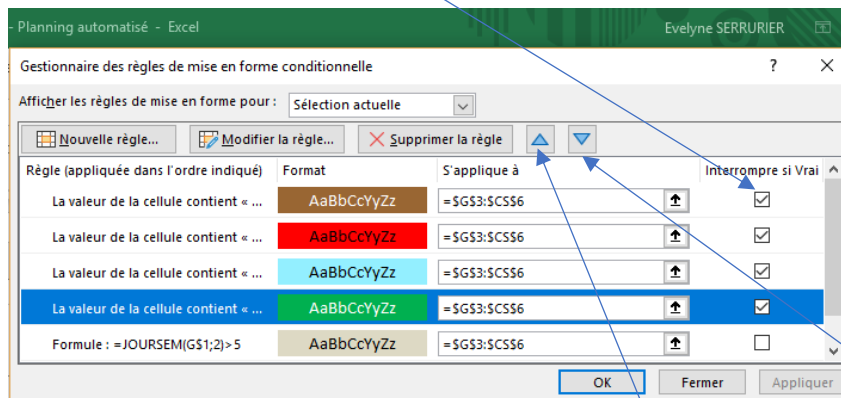 - Planning automatisé - Excel Evelyne SERRURIER
Gestionnaire des règles de mise en forme conditionnelle ? ×
Afficher les règles de mise en forme pour : Sélection actuelle
Nouvelle règle... Modifier la règle... Supprimer la règle
Règle (appliquée dans l'ordre indiqué) Format S'applique à Interrompre si Vrai
La valeur de la cellule contient « ... AaBbCcYyZz =$G$3:$CS$6
La valeur de la cellule contient « ... AaBbCcYyZz =$G$3:$CS$6
La valeur de la cellule contient « ... AaBbCcYyZz =$G$3:$CS$6
La valeur de la cellule contient « ... AaBbCcYyZz =$G$3:$CS$6
Formule : =JOURSEM(G$1;2)>5 AaBbCcYyZz =$G$3:$CS$6
OK Fermer Appliquer